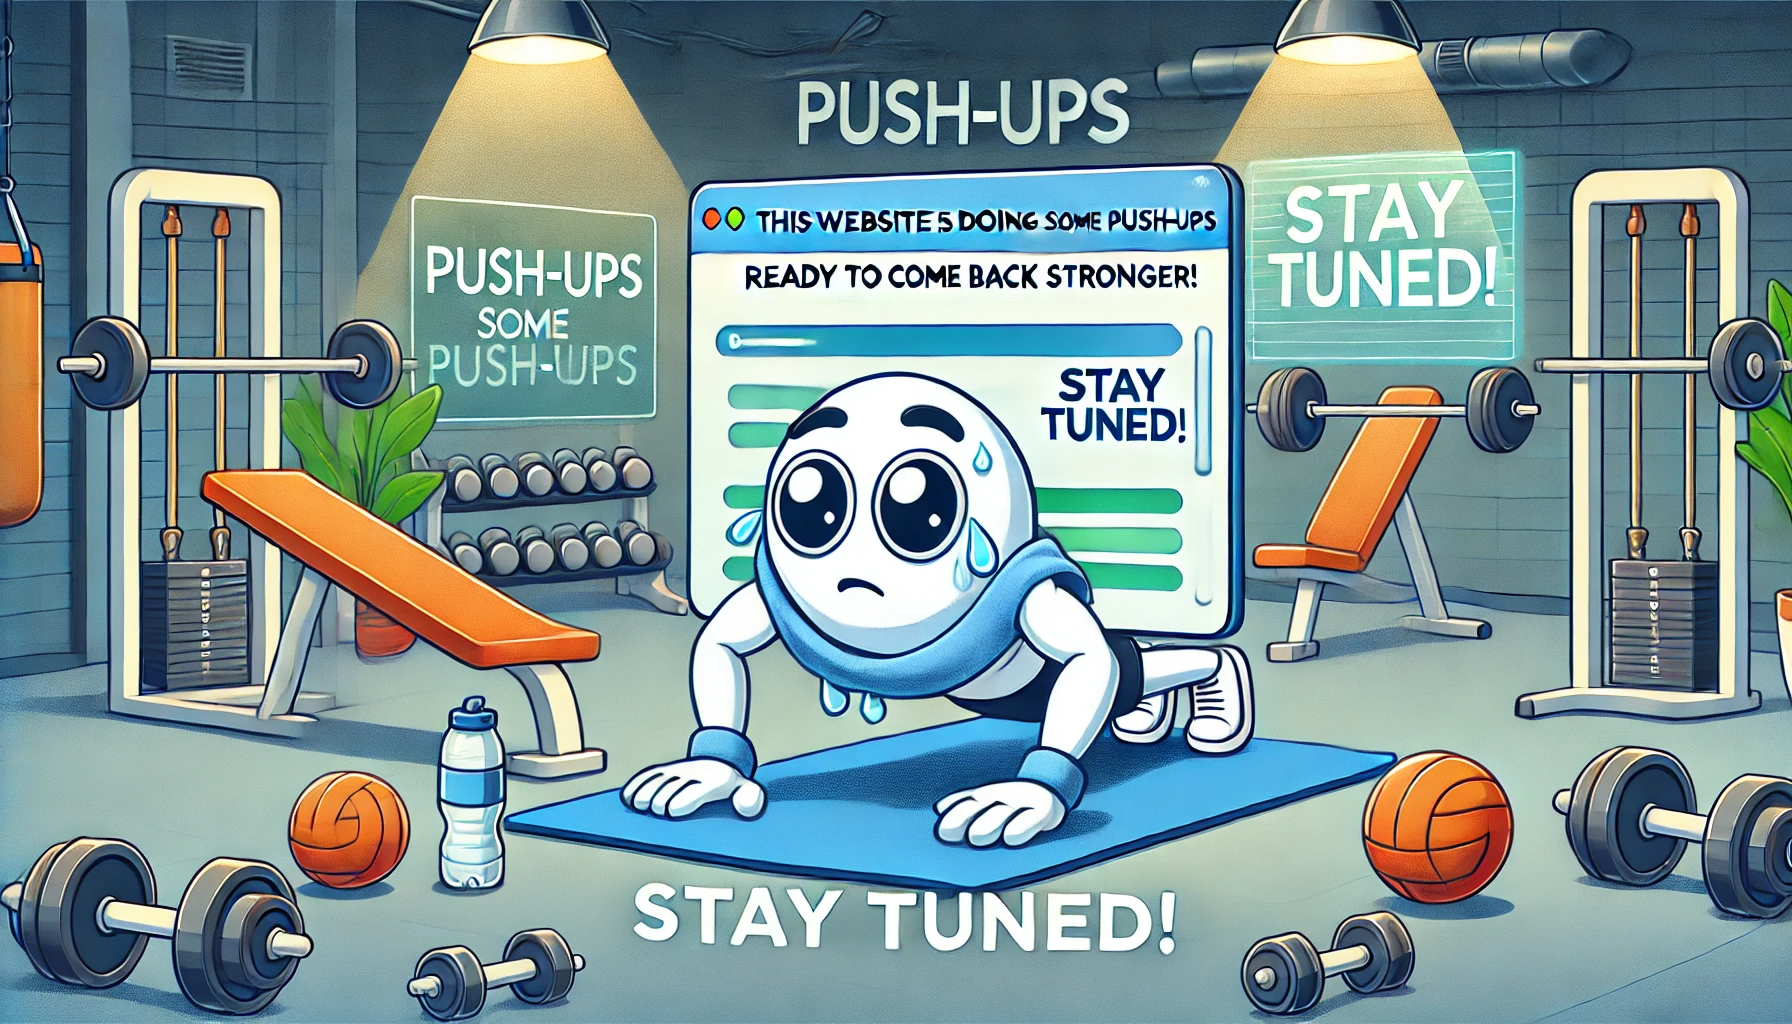 PUSH-UPS
THIS WEBSITE 5 DOING SOME PUSH-UPS
READY TO COME BACK STRONGER!
STAY
TUNED!
PUSH-UPS
SOME
PUSH-UPS
STAY
TUNED!
STAY TUNED!